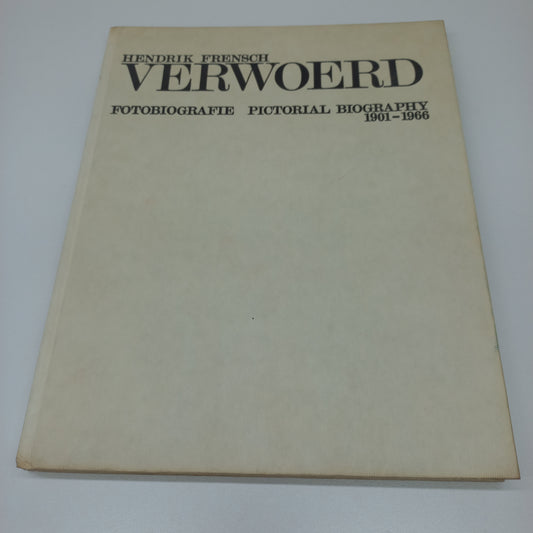 HENDRIK FRENSCH
VERWOERD
FOTOBIOGRAFIE PICTORIAL BIOGRAPHY
1901-1966